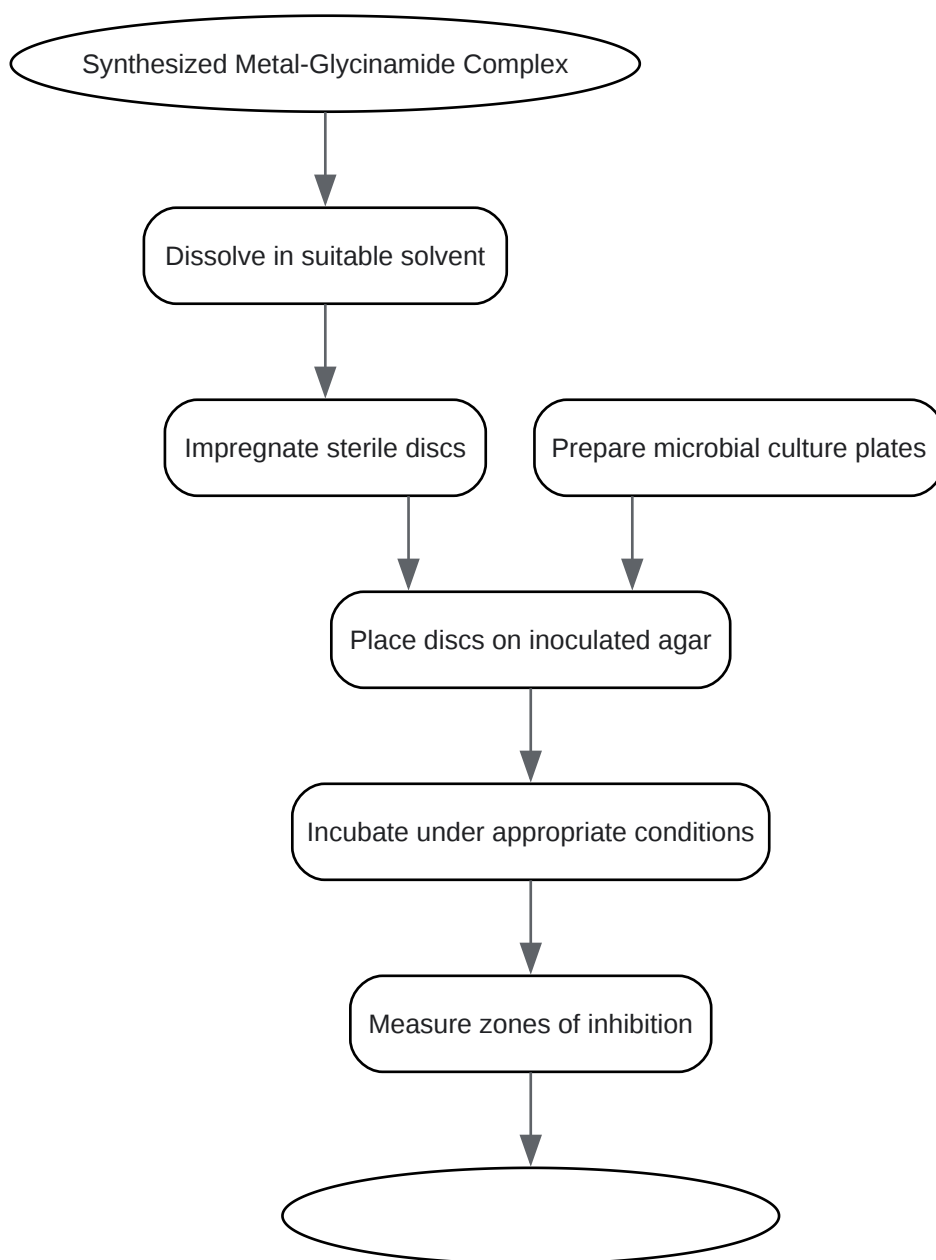 Synthesized Metal-Glycinamide Complex
Dissolve in suitable solvent
Impregnate sterile discs
Prepare microbial culture plates
Place discs on inoculated agar
Incubate under appropriate conditions
Measure zones of inhibition